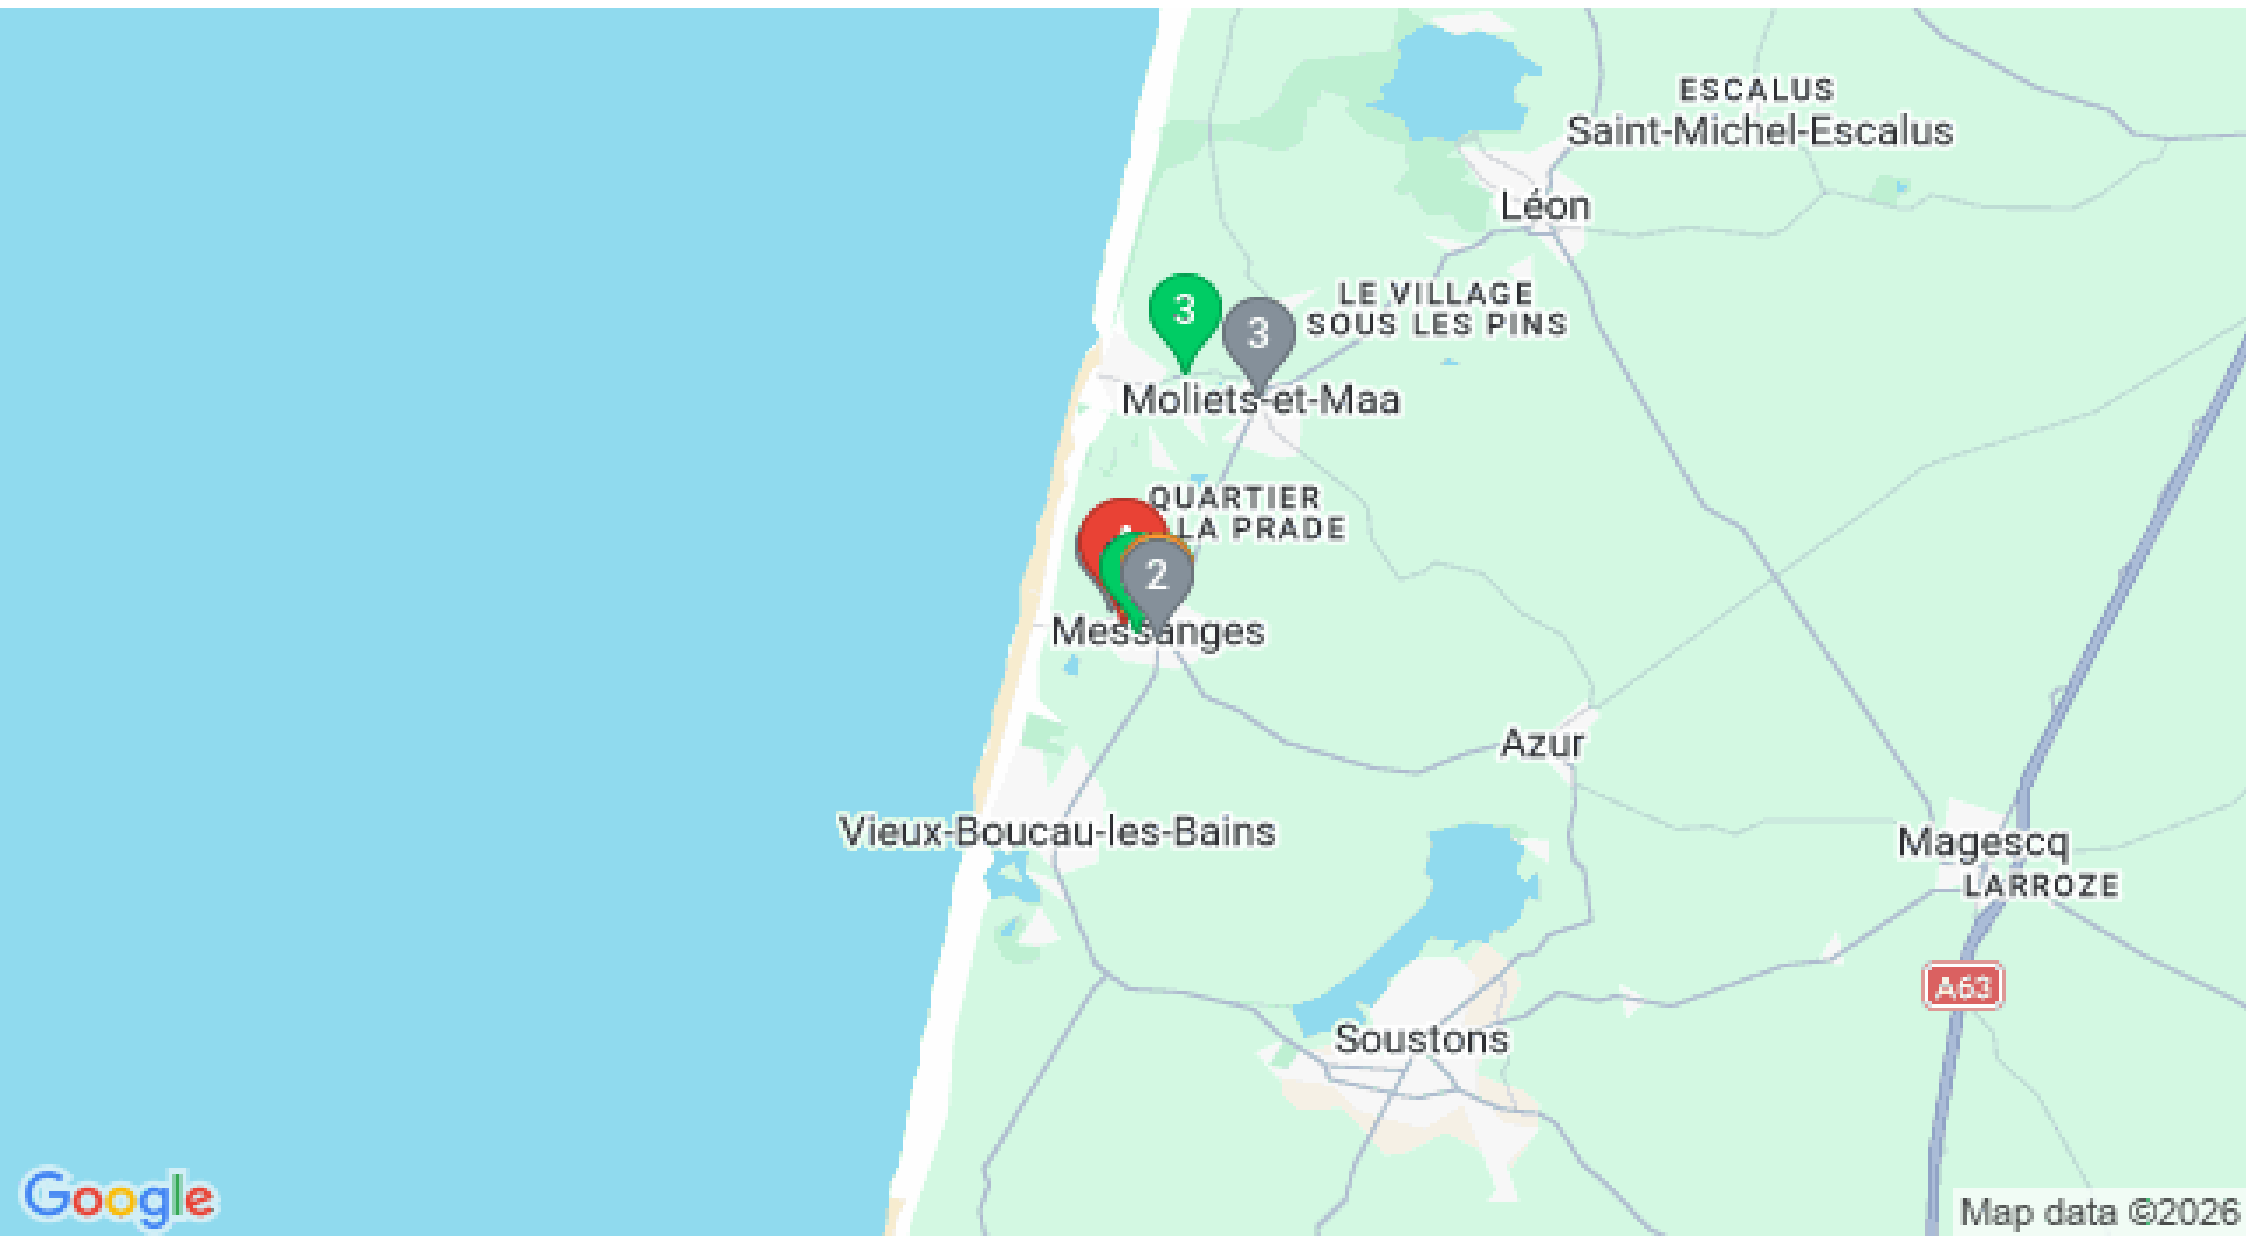 ESCALUS
Saint-Michel-Escalus
Léon
LE VILLAGE
SOUS LES PINS
3
3
Moliets-et-Maa
QUARTIER
LA PRADE
2
Messanges
Azur
Vieux-Boucau-les-Bains
Magescq
LARROZE
A63
Soustons
Google
Map data ©2026